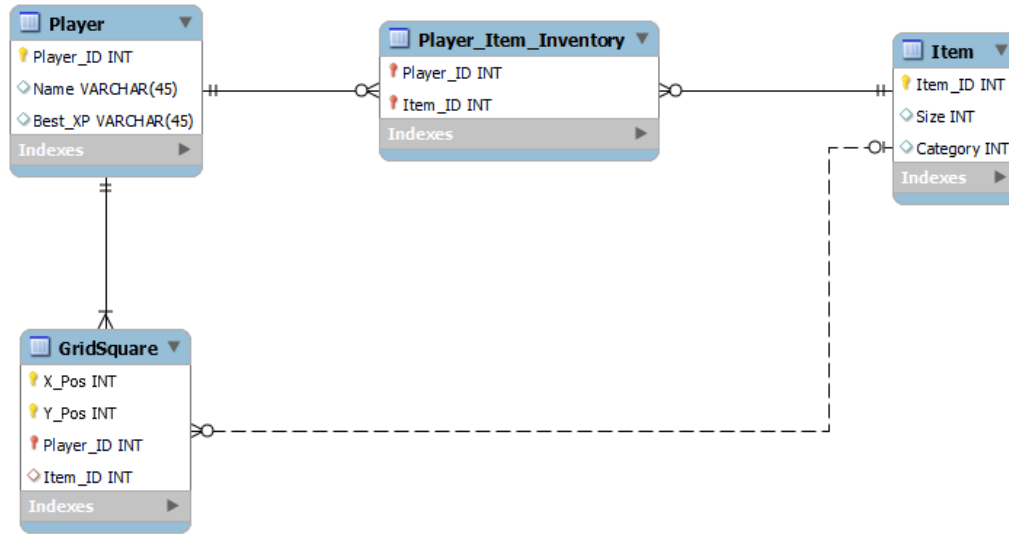 Player
Player_ID INT
Name VARCHAR(45)
Best_XP VARCHAR(45)
Indexes
Player_Item_Inventory
Player_ID INT
Item_ID INT
Indexes
Item
Item_ID INT
Size INT
Category INT
Indexes
GridSquare
X_Pos INT
Y_Pos INT
Player_ID INT
Item_ID INT
Indexes